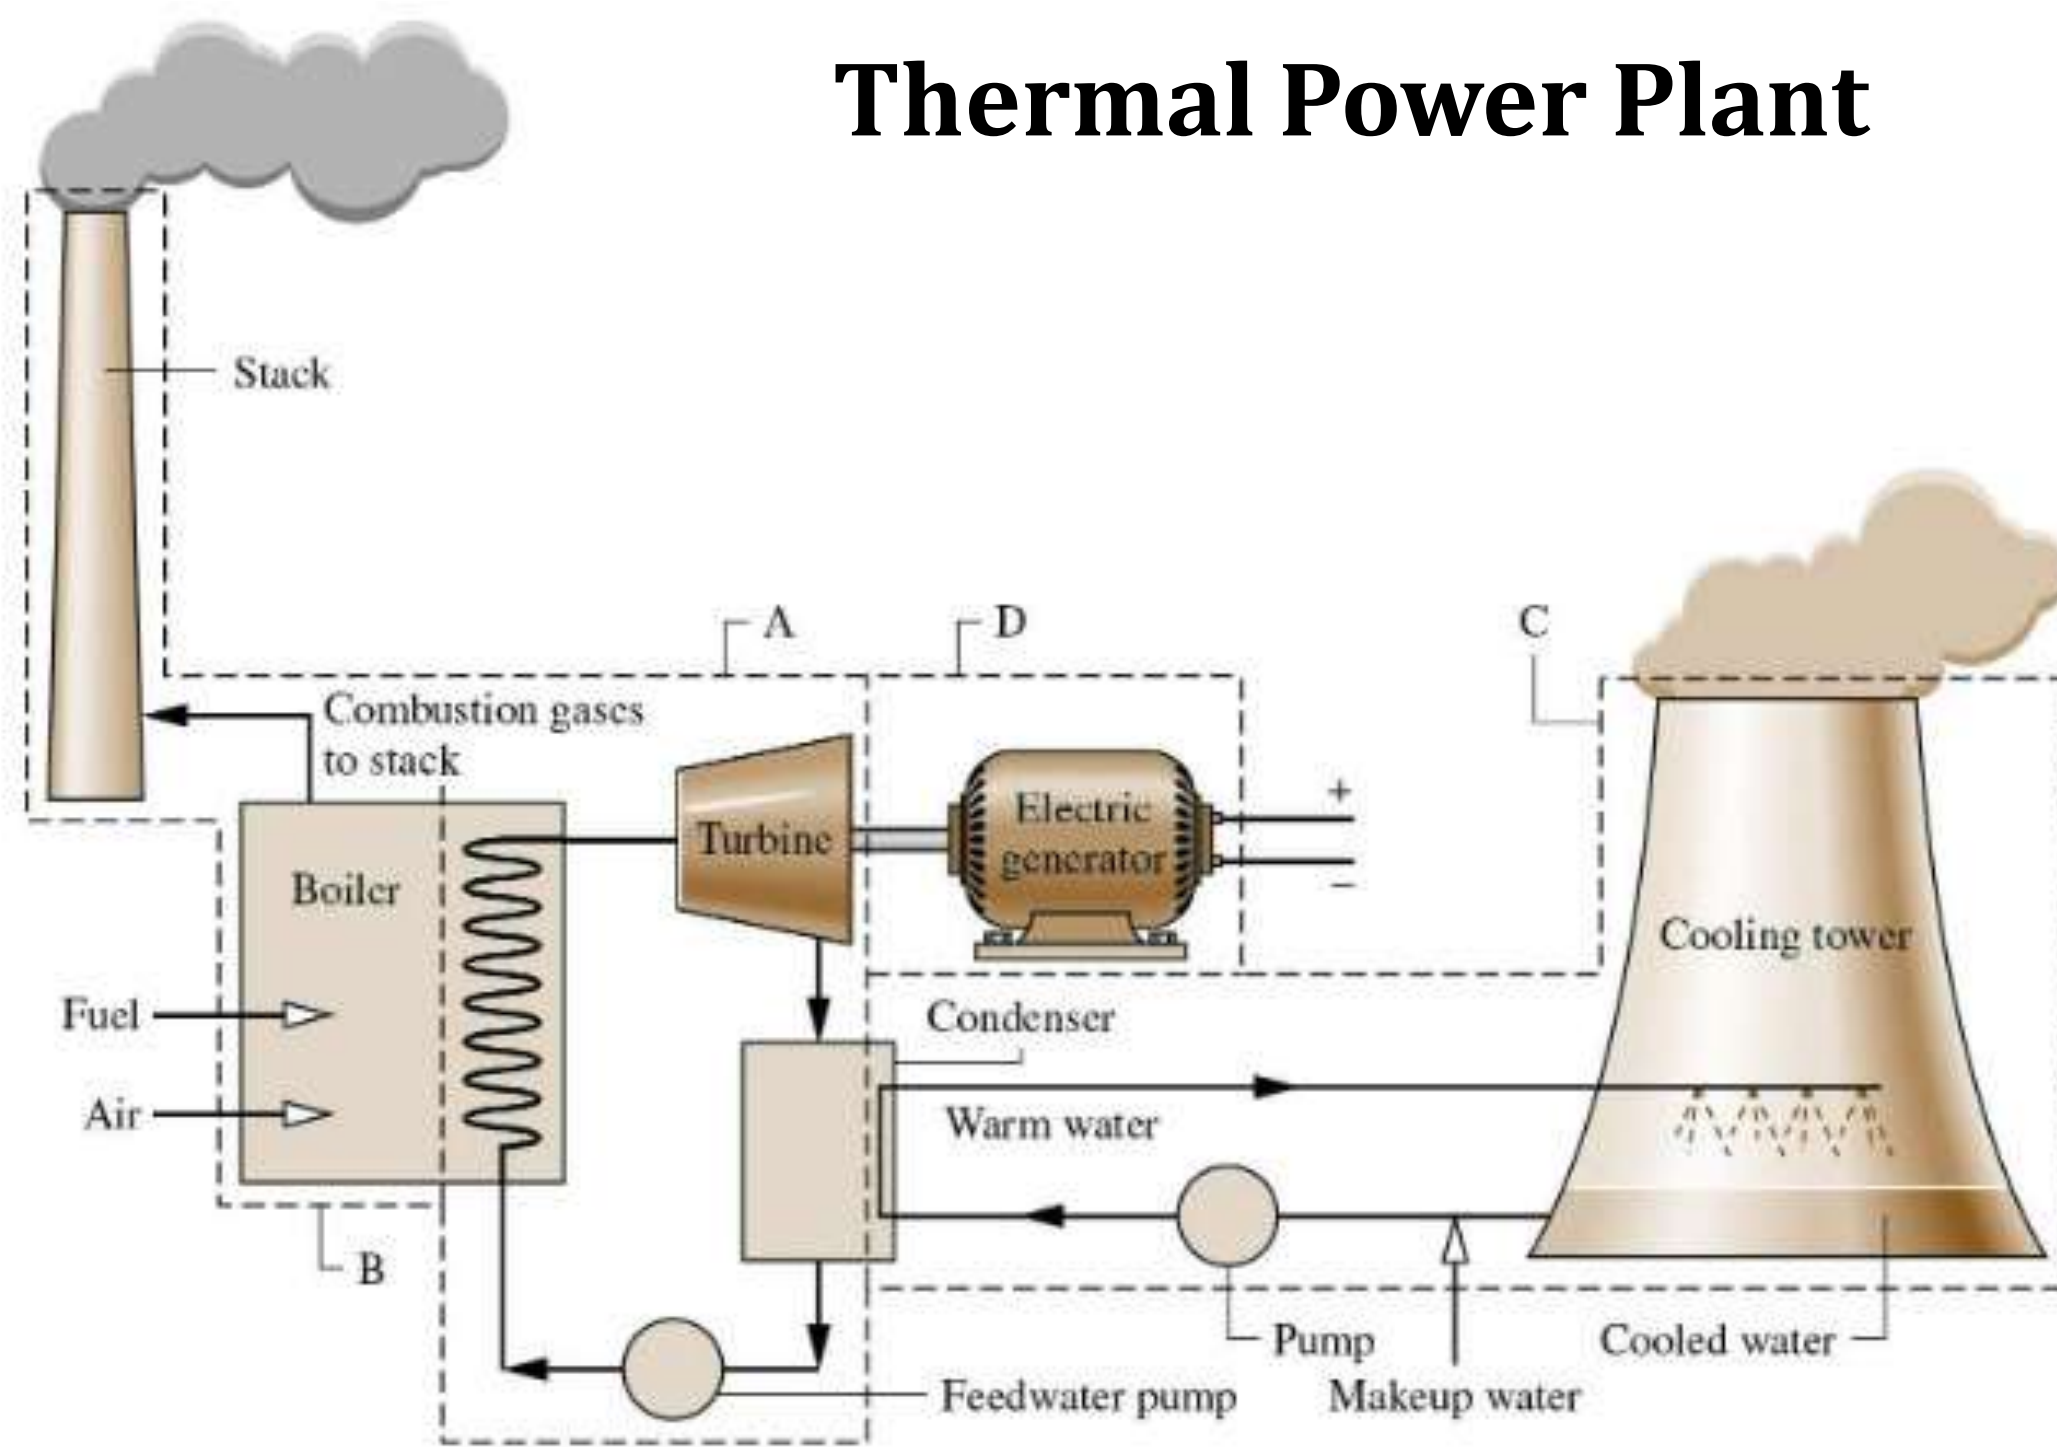 Thermal Power Plant
Stack
A
D
C
Combustion gases
to stack
Turbine
Electric
generator
+
−
Boiler
Cooling tower
Fuel
Condenser
Air
Warm water
B
Pump
Cooled water
Feedwater pump
Makeup water